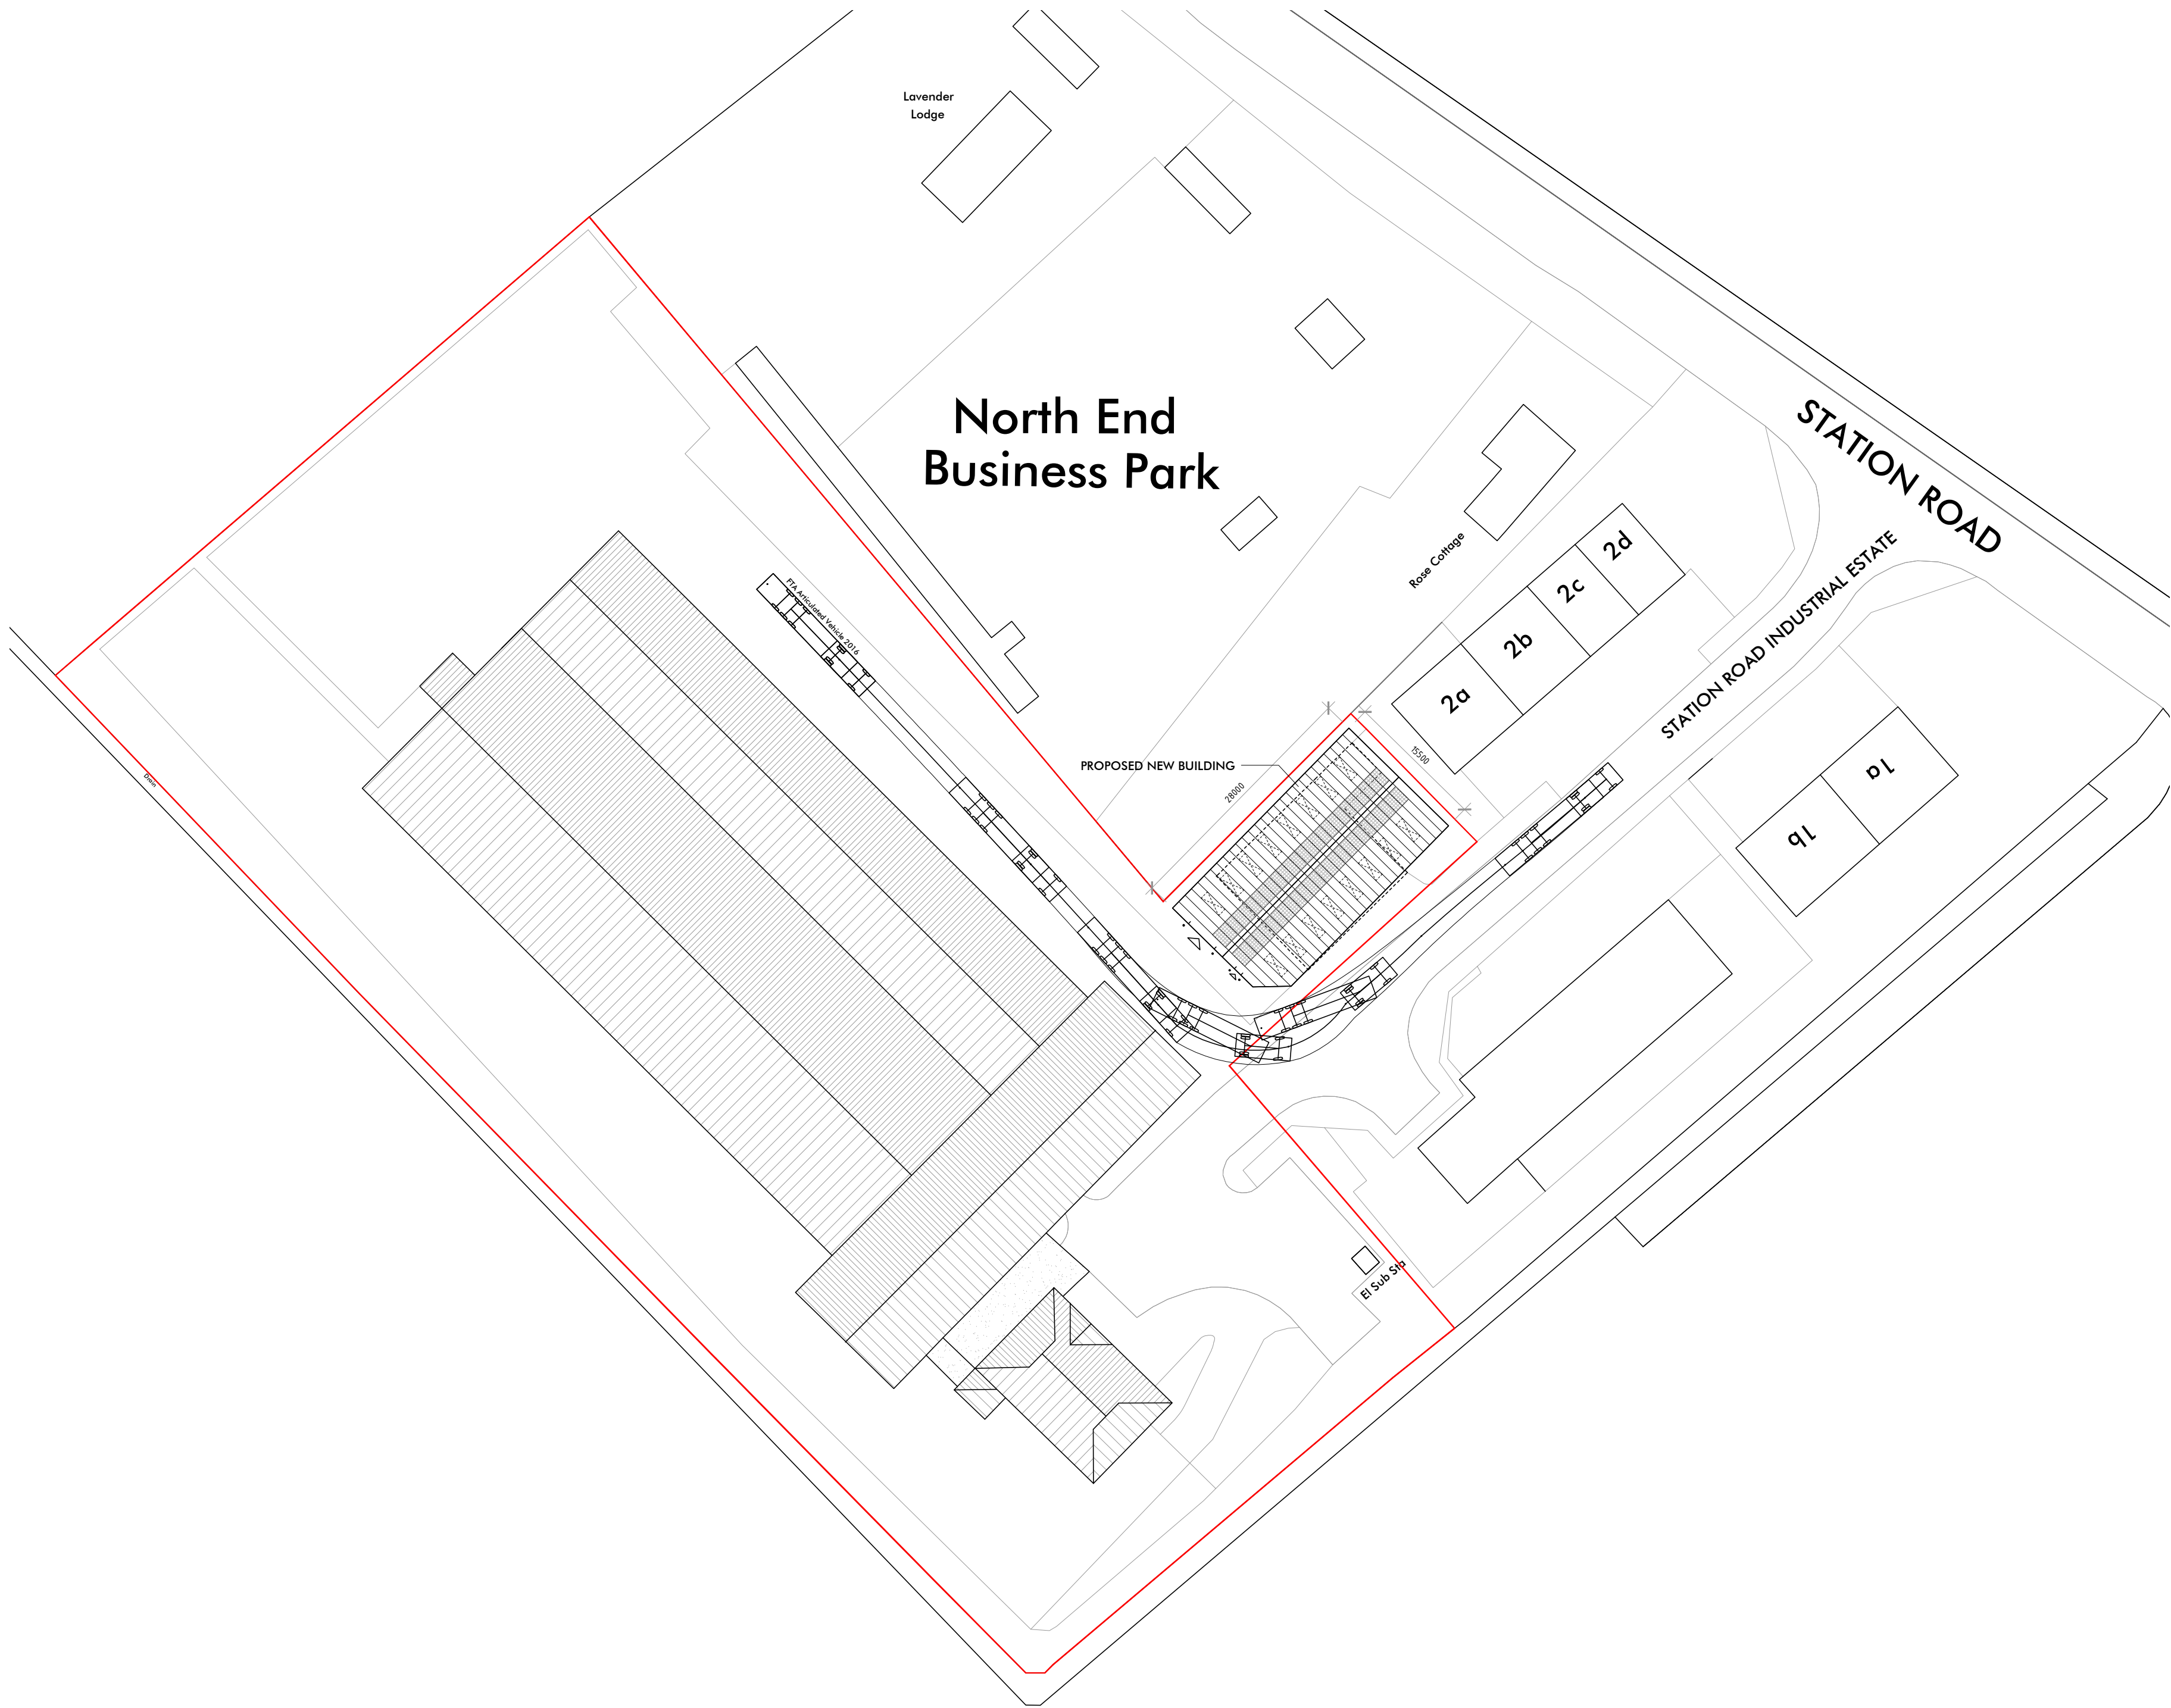 Lavender
Lodge
North End
Business Park
STATION ROAD
Rose Cottage
2d
2c
2b
2a
STATION ROAD INDUSTRIAL ESTATE
FTA Articulated Vehicle 2016
PROPOSED NEW BUILDING
15500
28000
1a
1b
Drain
El Sub Sta